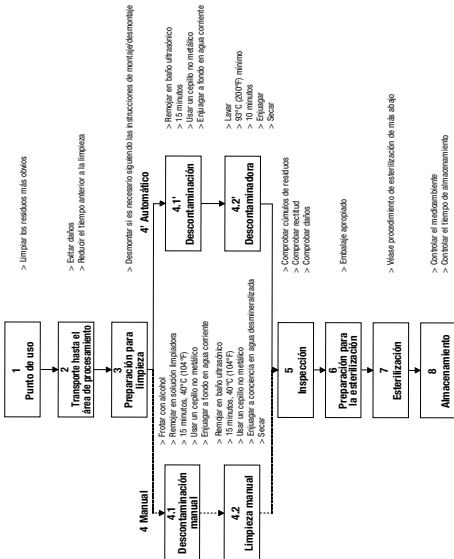 1
Punto de uso
> Limpiar los residuos más obvios
2
Transporte hasta el
área de procesamiento
> Evitar daños
> Reducir el tiempo anterior a la limpieza
3
Preparación para
limpieza
> Desmontar si es necesario siguiendo las instrucciones de montaje/desmontaje
4 Manual
4.1
Descontaminación
manual
> Frotar con alcohol
> Remojar en solución limpiadora
> 15 minutos, 40°C (104°F)
> Usar un cepillo no metálico
> Enjuagar a fondo en agua corriente
4.2
Limpieza manual
> Remojar en baño ultrasónico
> 15 minutos, 40°C (104°F)
> Usar un cepillo no metálico
> Enjuagar a conciencia en agua desmineralizada
> Secar
4' Automático
4.1'
Descontaminación
> Remojar en baño ultrasónico
> 15 minutos
> Usar un cepillo no metálico
> Enjuagar a fondo en agua corriente
4.2'
Descontaminadora
> Lavar
> 93°C (200°F) mínimo
> 10 minutos
> Enjuagar
> Secar
5
Inspección
> Comprobar cúmulos de residuos
> Comprobar rectitud
> Comprobar daños
6
Preparación para
la esterilización
> Embalaje apropiado
7
Esterilización
> Véase procedimiento de esterilización de más abajo
8
Almacenamiento
> Controlar el medioambiente
> Controlar el tiempo de almacenamiento